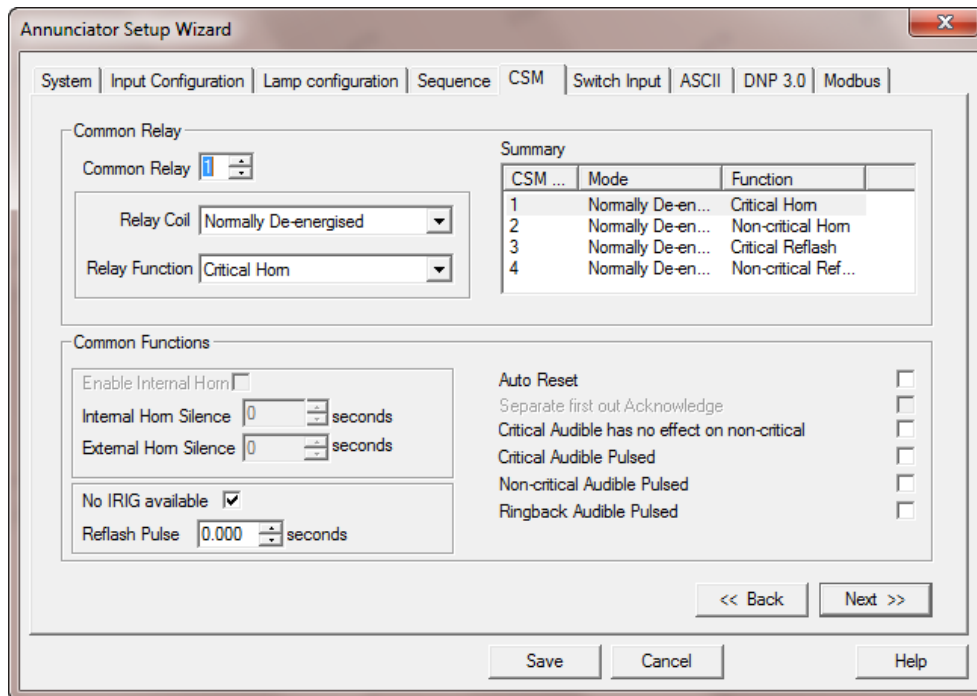 Annunciator Setup Wizard
System Input Configuration Lamp configuration Sequence CSM Switch Input ASCII DNP 3.0 Modbus
Common Relay
Common Relay 1
Relay Coil Normally De-energised
Relay Function Critical Horn
Summary
CSM ... Mode Function
1 Normally De-en... Critical Horn
2 Normally De-en... Non-critical Horn
3 Normally De-en... Critical Reflash
4 Normally De-en... Non-critical Ref...
Common Functions
Enable Internal Horn
Internal Horn Silence 0 seconds
External Horn Silence 0 seconds
No IRIG available
Reflash Pulse 0.000 seconds
Auto Reset
Separate first out Acknowledge
Critical Audible has no effect on non-critical
Critical Audible Pulsed
Non-critical Audible Pulsed
Ringback Audible Pulsed
<< Back Next >>
Save Cancel Help